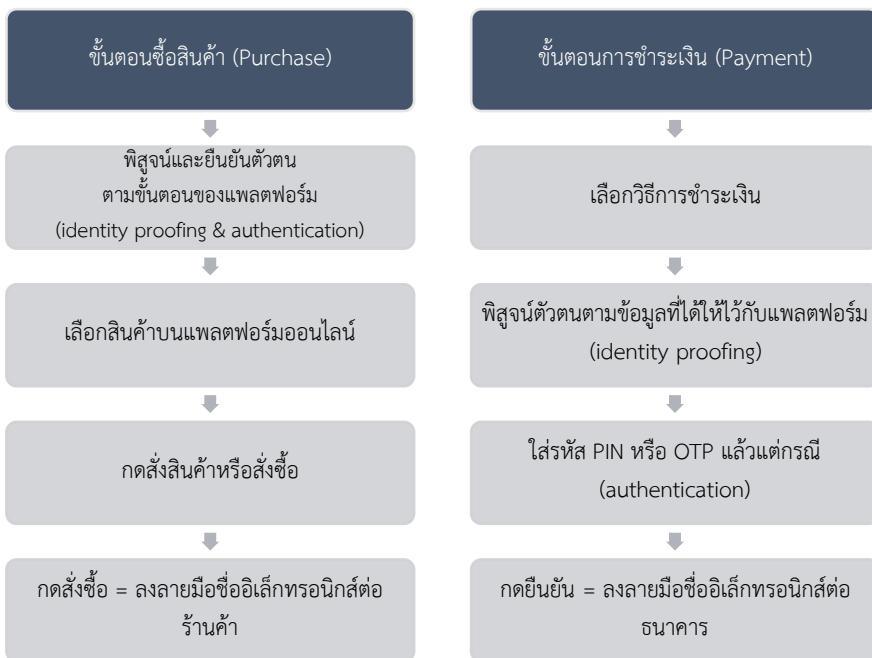 ขั้นตอนซื้อสินค้า (Purchase)
พิสูจน์และยืนยันตัวตน
ตามขั้นตอนของแพลตฟอร์ม
(identity proofing & authentication)
เลือกสินค้าบนแพลตฟอร์มออนไลน์
กดสั่งสินค้าหรือสั่งซื้อ
กดสั่งซื้อ = ลงลายมือชื่ออิเล็กทรอนิกส์ต่อ
ร้านค้า
ขั้นตอนการชำระเงิน (Payment)
เลือกวิธีการชำระเงิน
พิสูจน์ตัวตนตามข้อมูลที่ได้ให้ไว้กับแพลตฟอร์ม
(identity proofing)
ใส่รหัส PIN หรือ OTP แล้วแต่กรณี
(authentication)
กดยืนยัน = ลงลายมือชื่ออิเล็กทรอนิกส์ต่อ
ธนาคาร